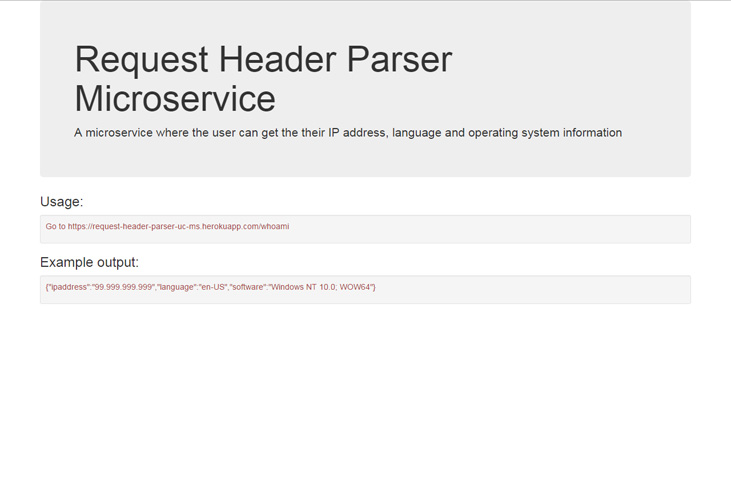 Request Header Parser
Microservice
A microservice where the user can get the their IP address, language and operating system information
Usage:
Go to https://request-header-parser-uc-ms.herokuapp.com/whoami
Example output:
{"ipaddress":"99.999.999.999","language":"en-US","software":"Windows NT 10.0; WOW64"}